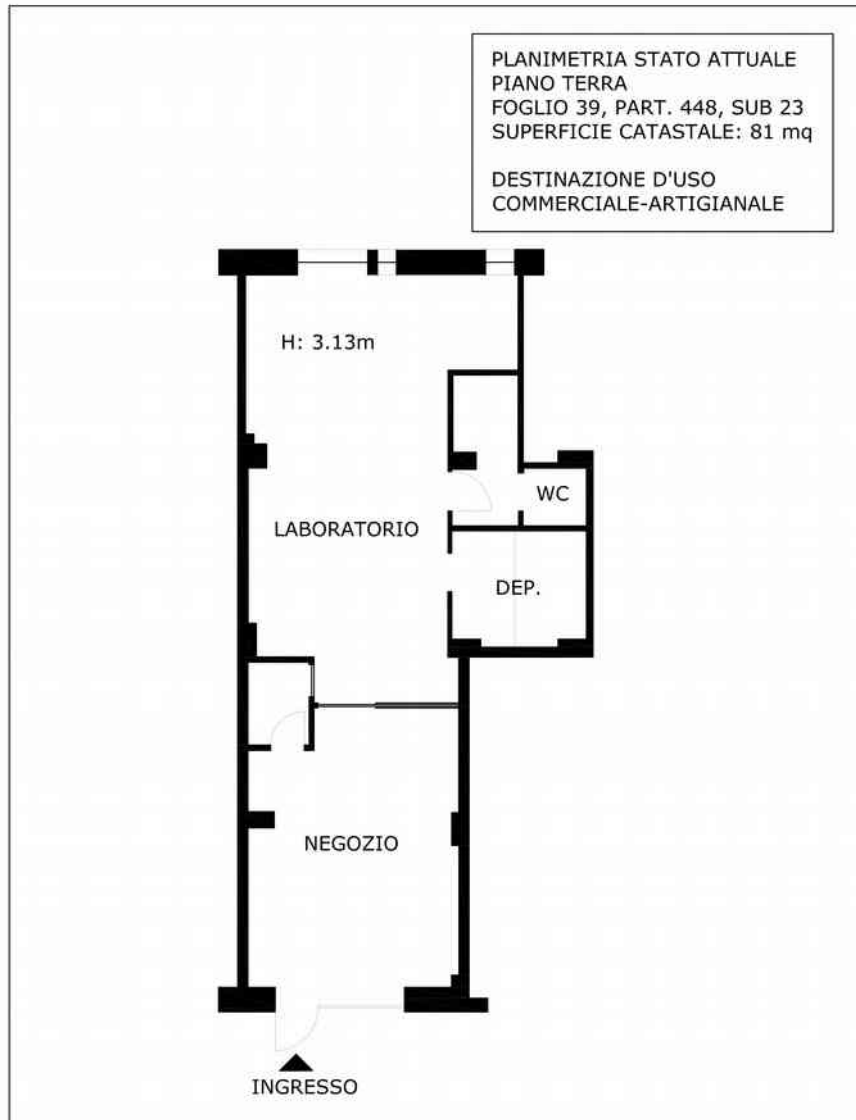 PLANIMETRIA STATO ATTUALE
PIANO TERRA
FOGLIO 39, PART. 448, SUB 23
SUPERFICIE CATASTALE: 81 mq
DESTINAZIONE D'USO
COMMERCIALE-ARTIGIANALE
H: 3.13m
WC
LABORATORIO
DEP.
NEGOZIO
INGRESSO